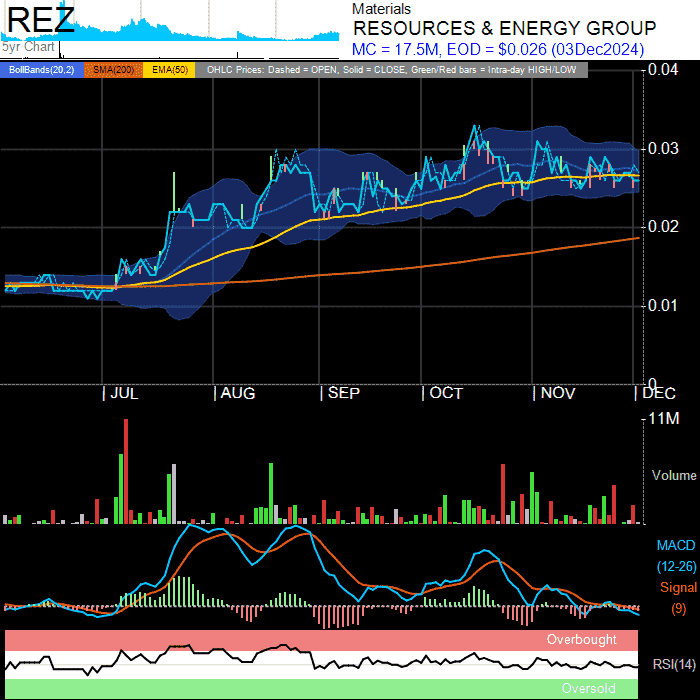 REZ
5yr Chart
Materials
RESOURCES & ENERGY GROUP
MC = 17.5M, EOD = $0.026 (03Dec2024)
BollBands(20,2) SMA(200) EMA(50) OHLC Prices: Dashed = OPEN, Solid = CLOSE, Green/Red bars = Intra-day HIGH/LOW
0.04
0.03
0.02
0.01
0
JUL AUG SEP OCT NOV DEC
11M
Volume
MACD
(12-26)
Signal
(9)
Overbought
RSI(14)
Oversold